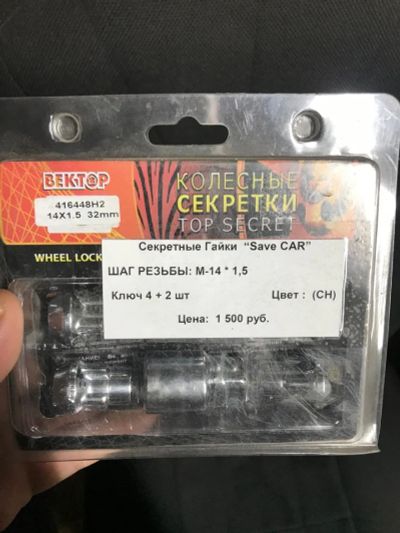 ВЕКТОР
416448H2
14X1.5 32mm
КОЛЕСНЫЕ
СЕКРЕТКИ
TOP SECRET
WHEEL LOCK
Секретные Гайки "Save CAR"
ШАГ РЕЗЬБЫ: М-14 * 1,5
Ключ 4 + 2 шт Цвет : (CH)
Цена: 1 500 руб.